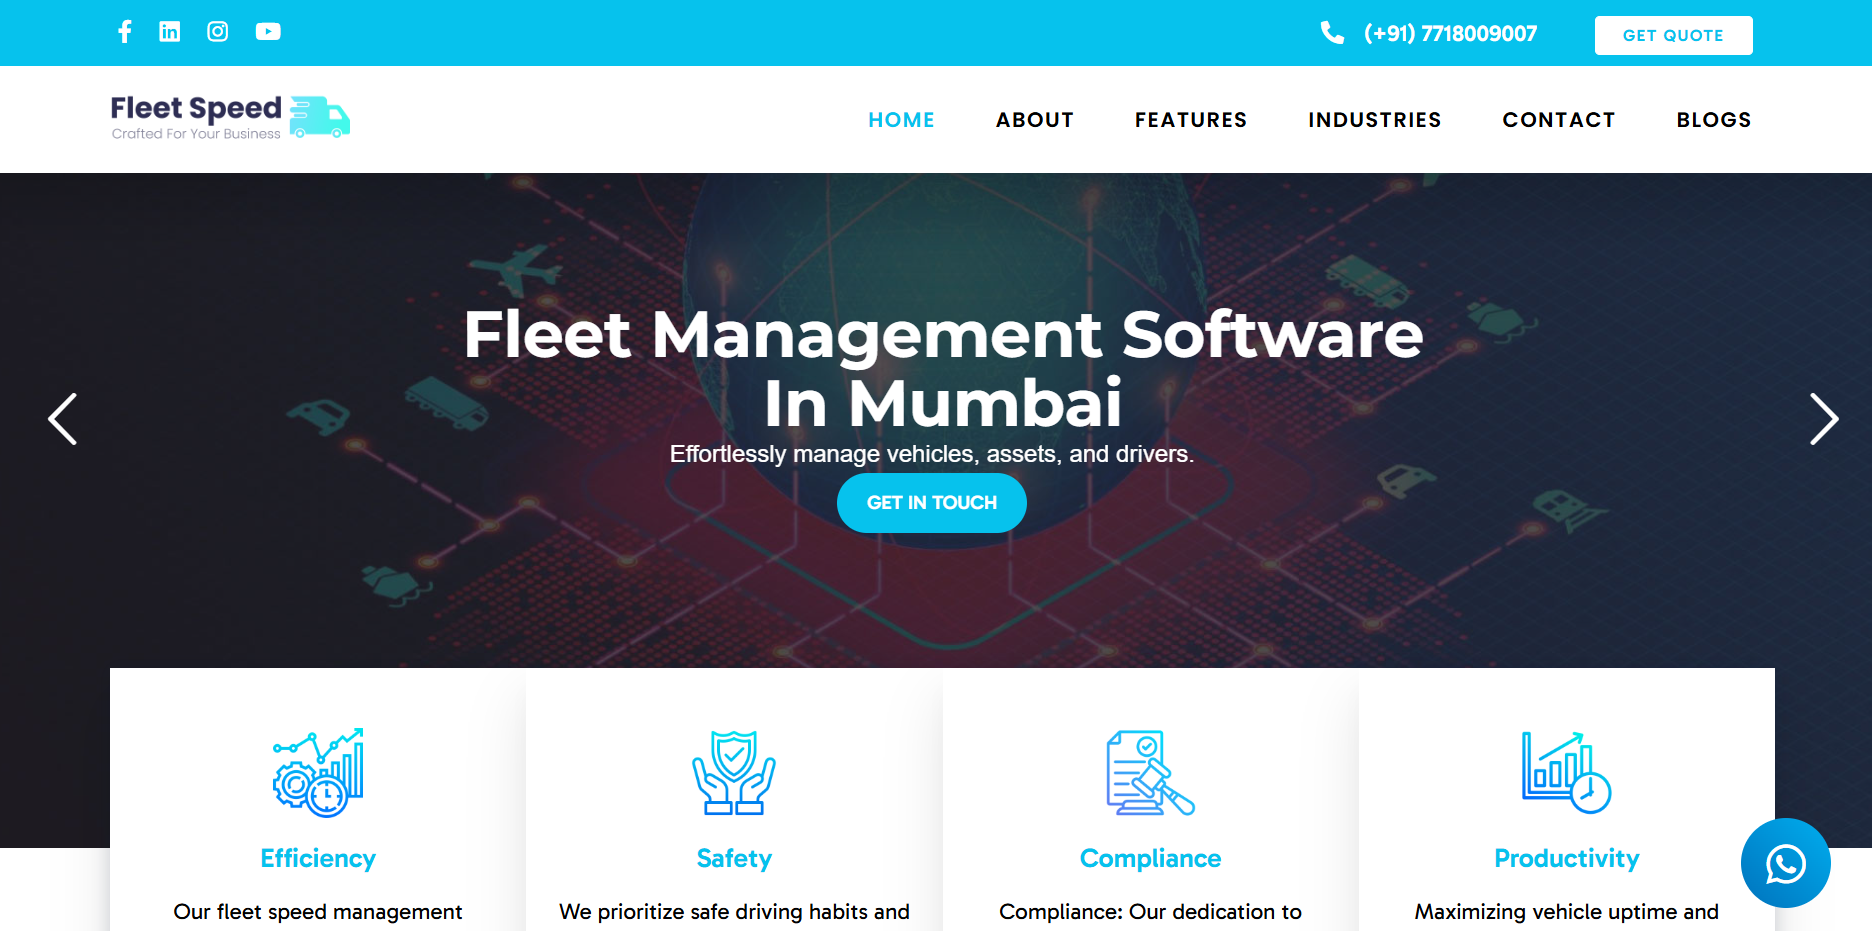 (+91) 7718009007
GET QUOTE
Fleet Speed
Crafted For Your Business
HOME
ABOUT
FEATURES
INDUSTRIES
CONTACT
BLOGS
Fleet Management Software
In Mumbai
Effortlessly manage vehicles, assets, and drivers.
GET IN TOUCH
Efficiency
Our fleet speed management
Safety
We prioritize safe driving habits and
Compliance
Compliance: Our dedication to
Productivity
Maximizing vehicle uptime and